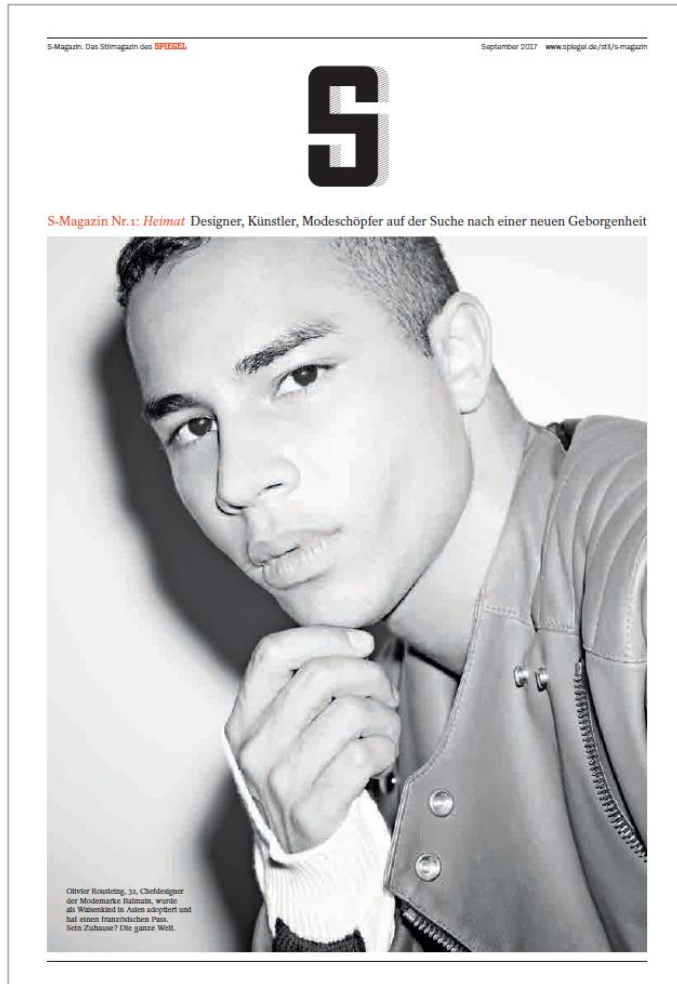 S-Magazin. Das Stilmagazin des SPIEGEL
September 2017 www.spiegel.de/stil/s-magazin
S
S-Magazin Nr. 1: Heimat Designer, Künstler, Modeschöpfer auf der Suche nach einer neuen Geborgenheit
Olivier Rousteing, 32, Chefdesigner
der Modemarke Balmain, wurde
als Waisenkind in Asien adoptiert und
hat einen französischen Pass.
Sein Zuhause? Die ganze Welt.